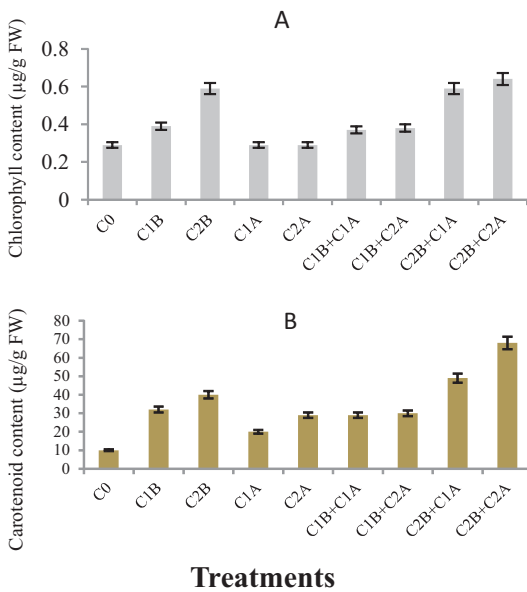 A
Chlorophyll content (µg/g FW)
0.8
0.6
0.4
0.2
0
C0
C1B
C2B
C1A
C2A
C1B+C1A
C1B+C2A
C2B+C1A
C2B+C2A
B
Carotenoid content (µg/g FW)
80
70
60
50
40
30
20
10
0
C0
C1B
C2B
C1A
C2A
C1B+C1A
C1B+C2A
C2B+C1A
C2B+C2A
Treatments